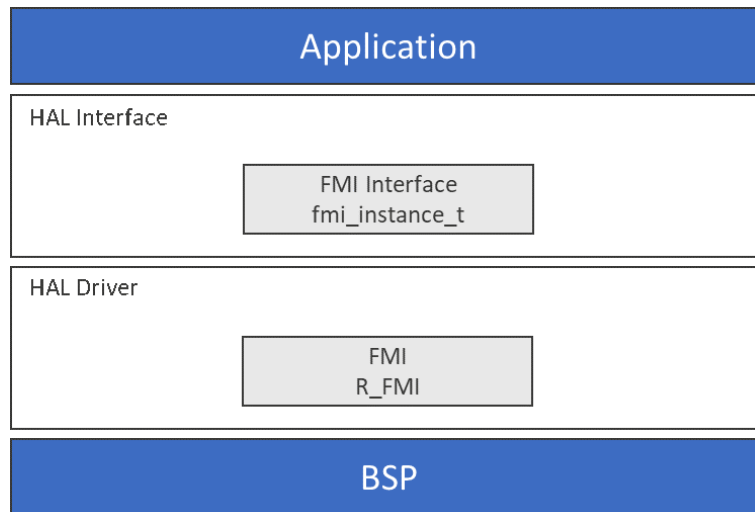 Application
HAL Interface
FMI Interface
fmi_instance_t
HAL Driver
FMI
R_FMI
BSP